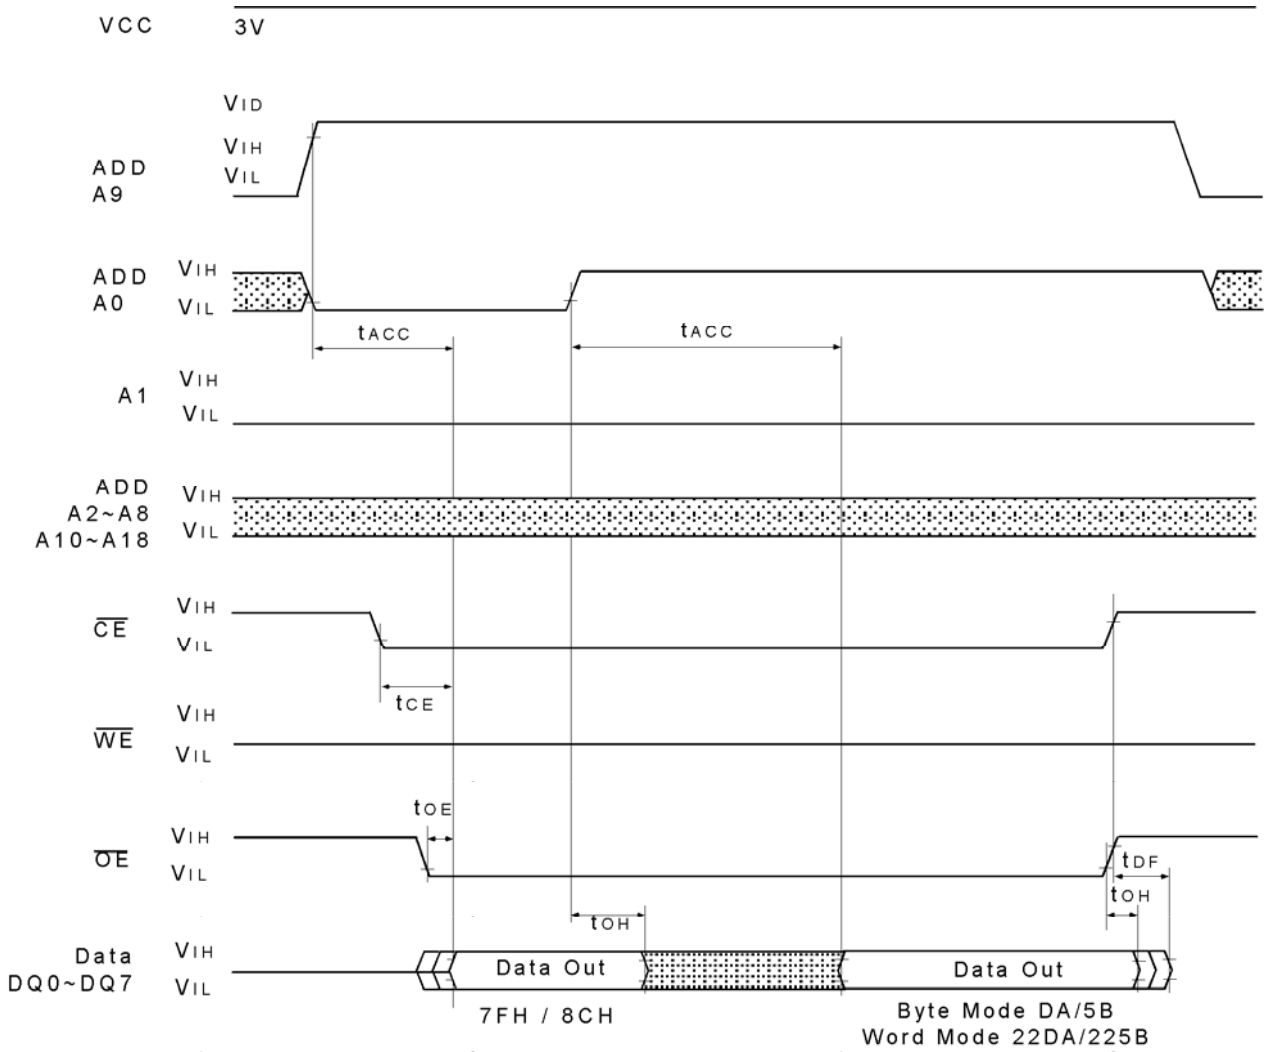 VCC 3V
VID
VIH
VIL
ADD
A9
ADD
A0
VIH
VIL
tACC
tACC
A1
VIH
VIL
ADD
A2~A8
A10~A18
VIH
VIL
CE
VIH
VIL
tCE
WE
VIH
VIL
tOE
OE
VIH
VIL
tDF
tOH
tOH
Data
DQ0~DQ7
VIH
VIL
Data Out
Data Out
7FH / 8CH
Byte Mode DA/5B
Word Mode 22DA/225B